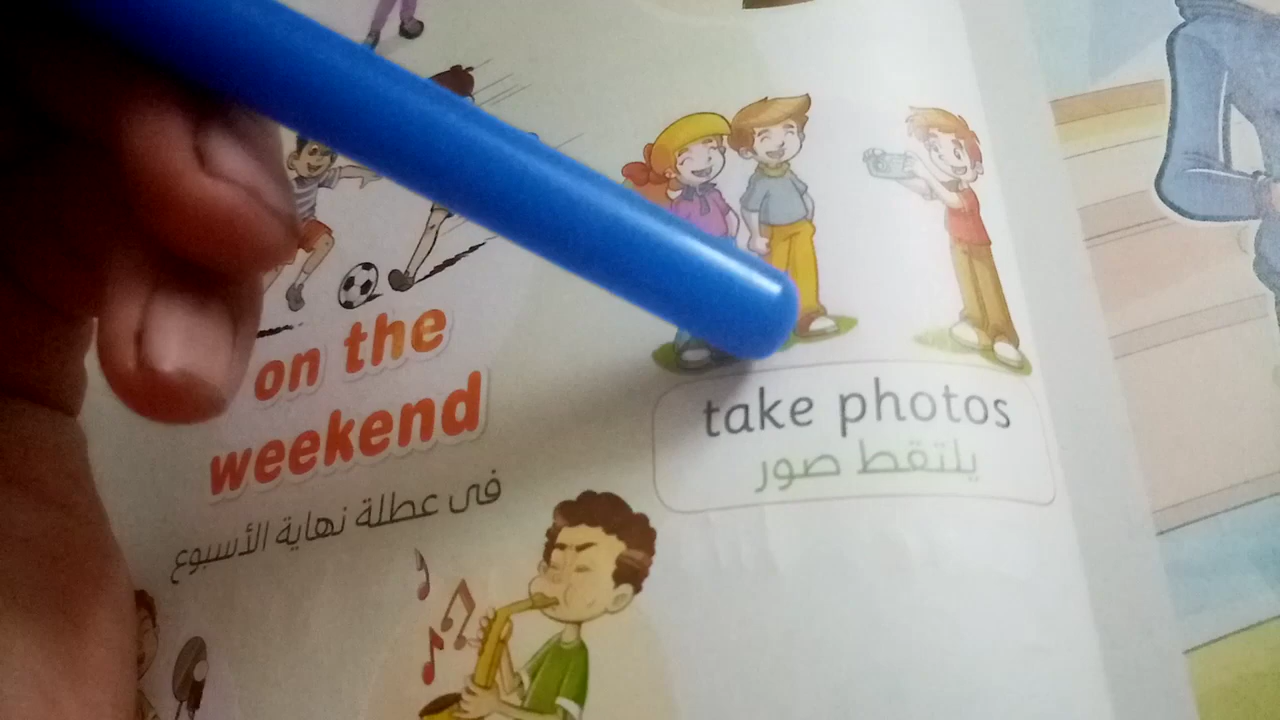 on the
weekend
فى عطلة نهاية الأسبوع
take photos
يلتقط صور